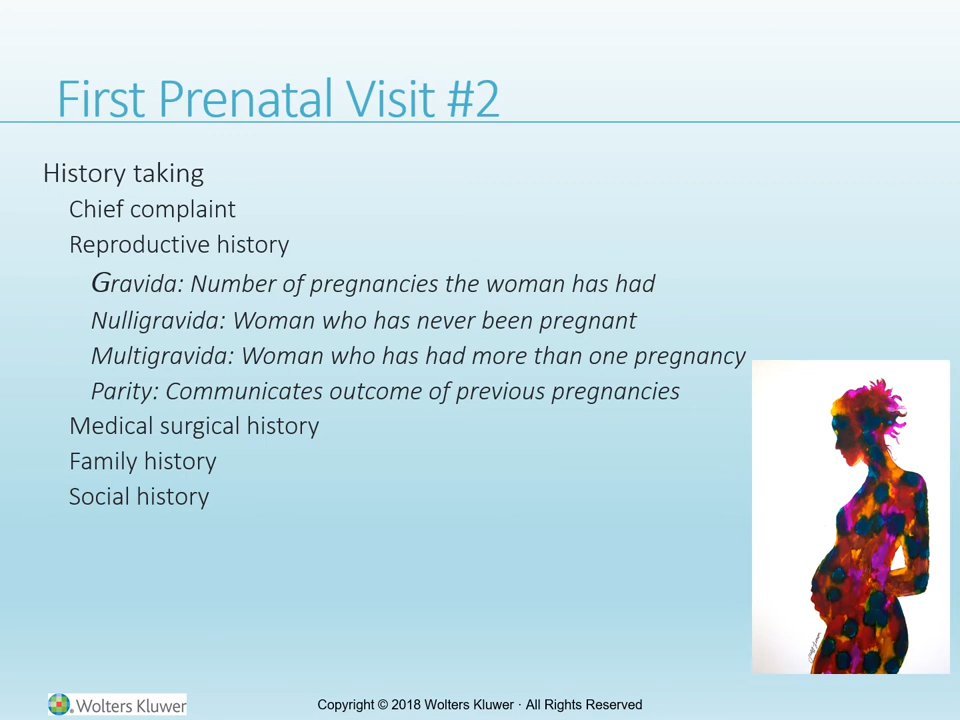 First Prenatal Visit #2
History taking
Chief complaint
Reproductive history
Gravida: Number of pregnancies the woman has had
Nulligravida: Woman who has never been pregnant
Multigravida: Woman who has had more than one pregnancy
Parity: Communicates outcome of previous pregnancies
Medical surgical history
Family history
Social history
Wolters Kluwer
Copyright © 2018 Wolters Kluwer · All Rights Reserved